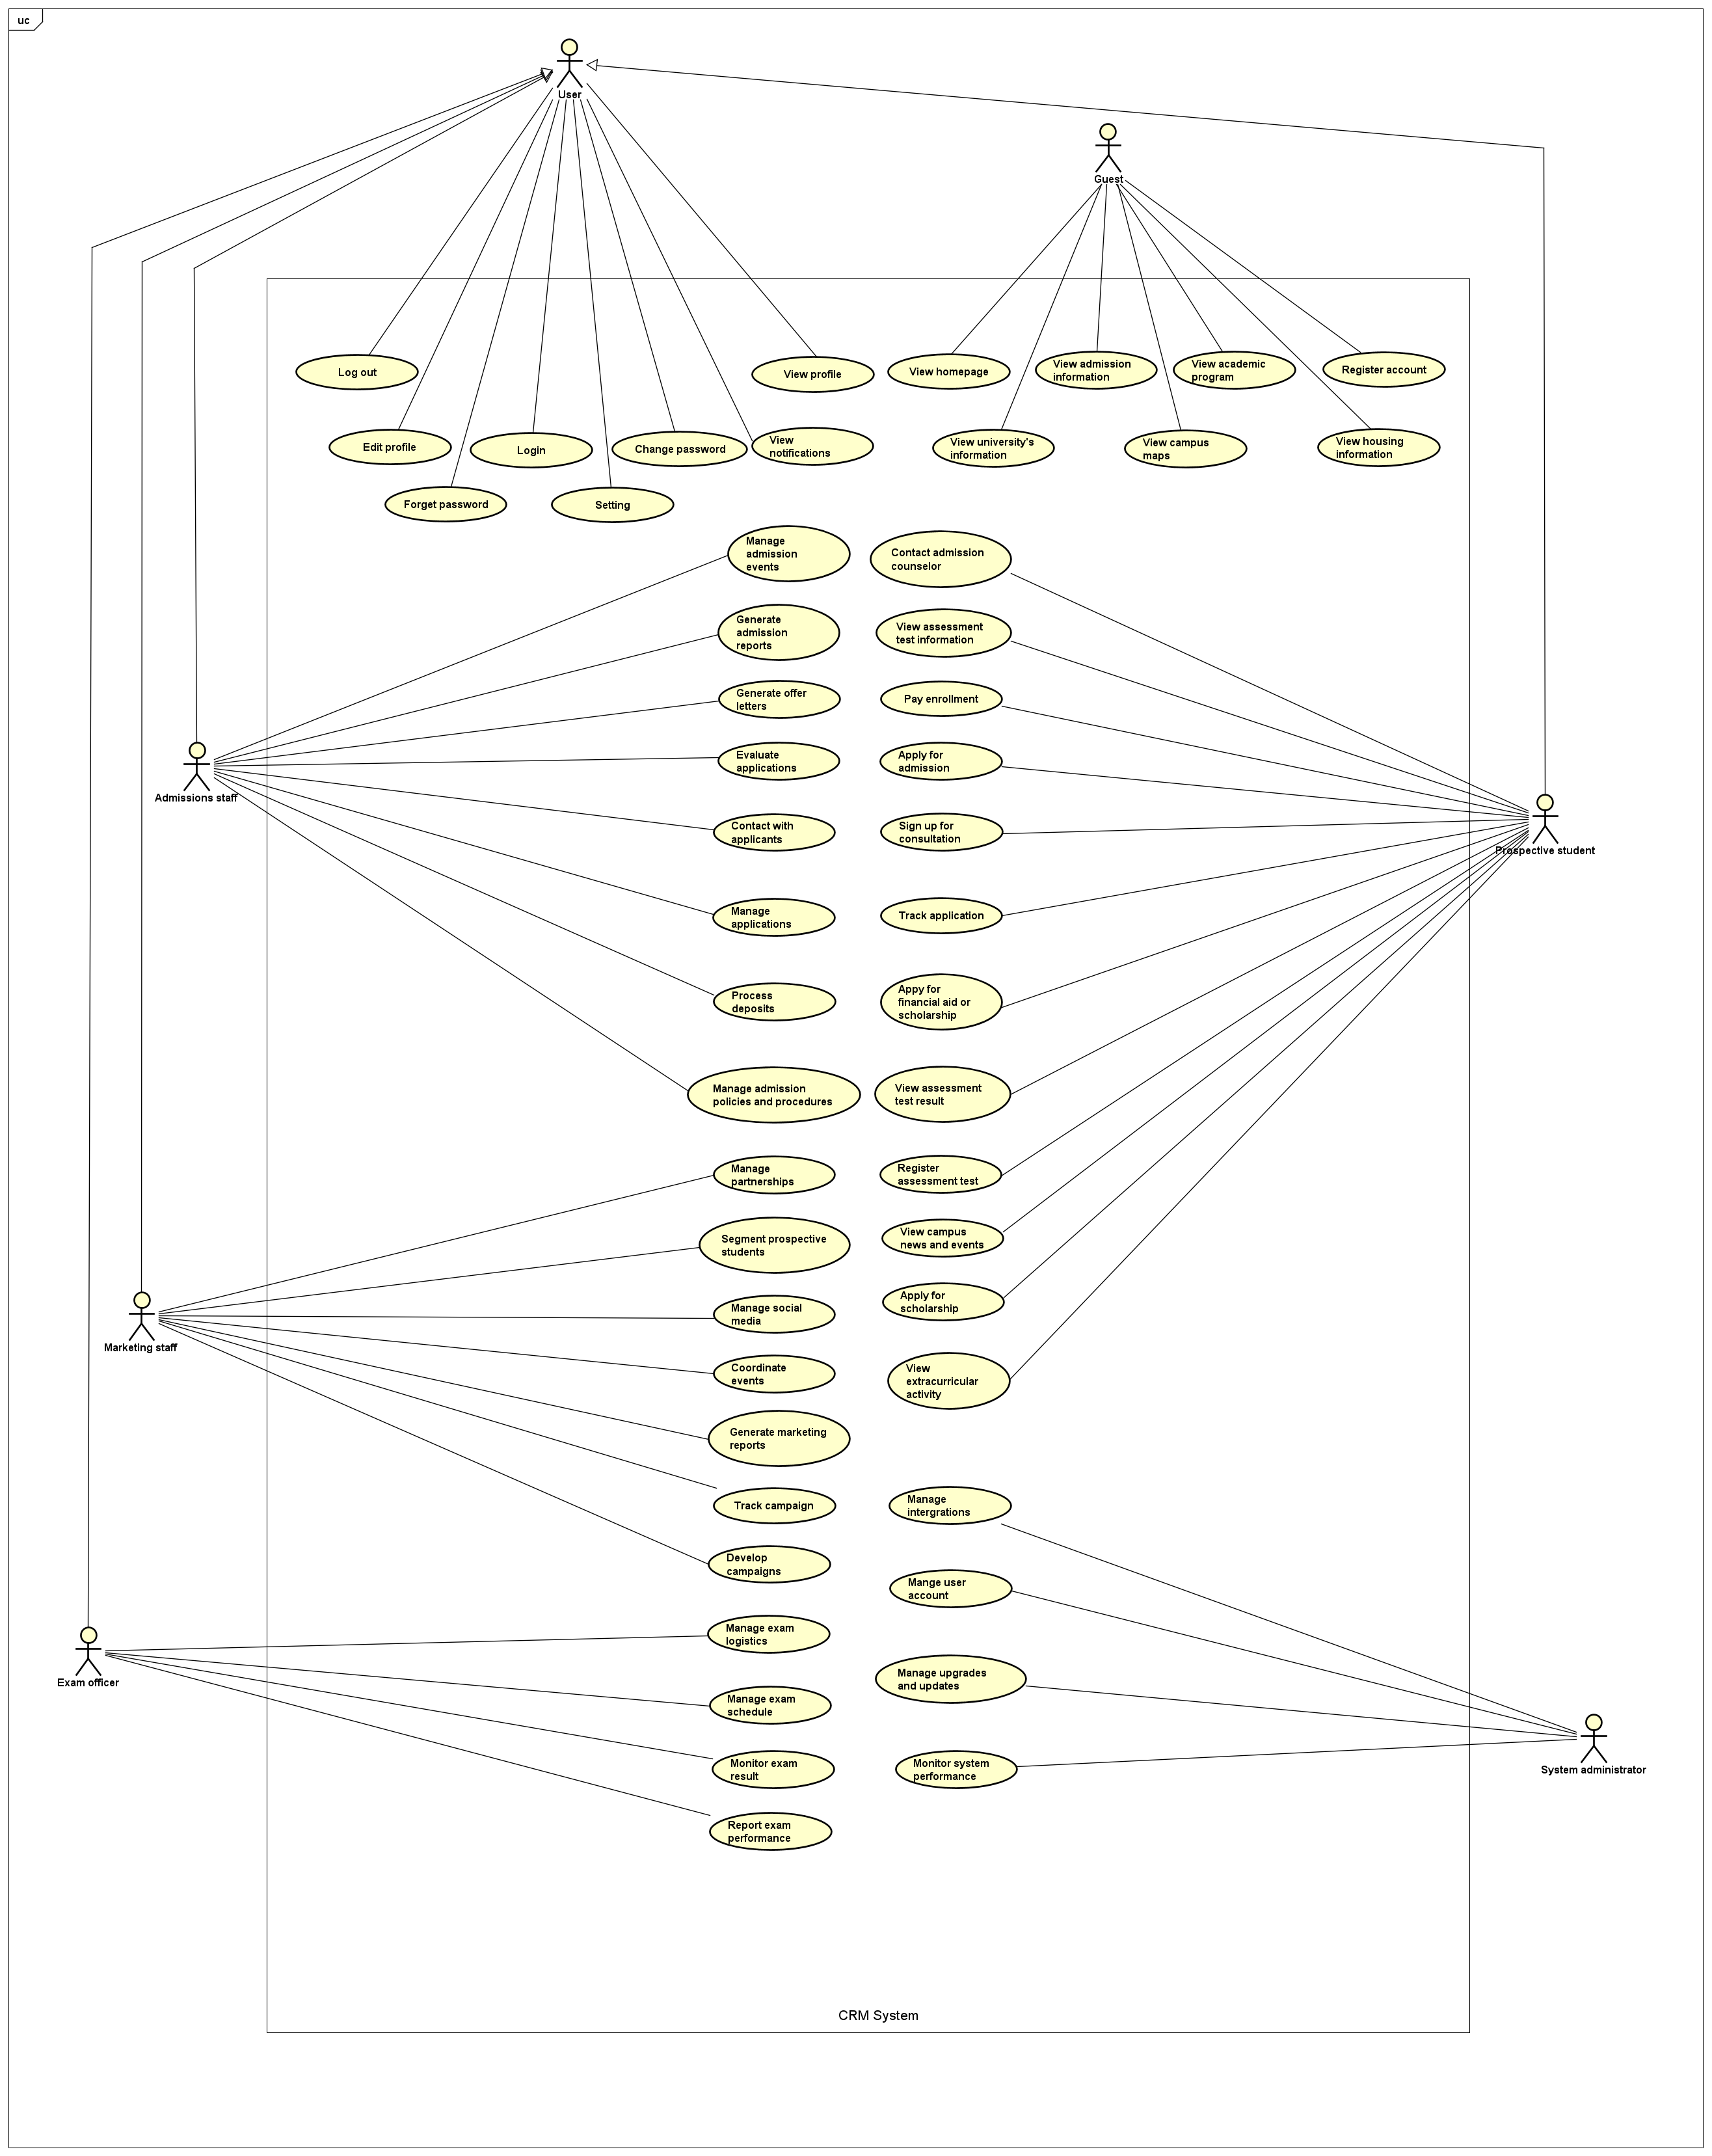 uc
User
Guest
Log out
View profile
View homepage
View admission
information
View academic
program
Register account
Edit profile
Login
Change password
View
notifications
View university's
information
View campus
maps
View housing
information
Forget password
Setting
Manage
admission
events
Contact admission
counselor
Generate
admission
reports
View assessment
test information
Generate offer
letters
Pay enrollment
Evaluate
applications
Apply for
admission
Admissions staff
Contact with
applicants
Sign up for
consultation
Prospective student
Manage
applications
Track application
Process
deposits
Appy for
financial aid or
scholarship
Manage admission
policies and procedures
View assessment
test result
Manage
partnerships
Register
assessment test
Segment prospective
students
View campus
news and events
Manage social
media
Apply for
scholarship
Marketing staff
Coordinate
events
View
extracurricular
activity
Generate marketing
reports
Track campaign
Manage
intergrations
Develop
campaigns
Mange user
account
Manage exam
logistics
Exam officer
Manage upgrades
and updates
Manage exam
schedule
Monitor exam
result
Monitor system
performance
System administrator
Report exam
performance
CRM System